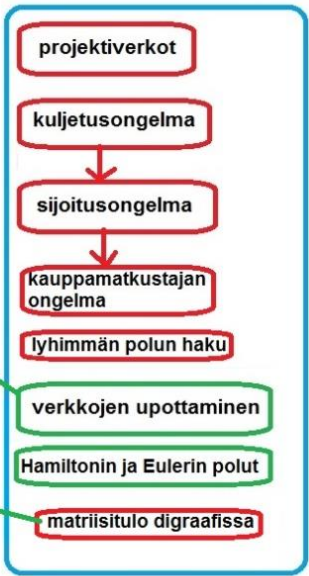 projektiverkot
kuljetusongelma
sijoitusongelma
kauppamatkustajan
ongelma
lyhimmän polun haku
verkkojen upottaminen
Hamiltonin ja Eulerin polut
matriisitulo digraafissa